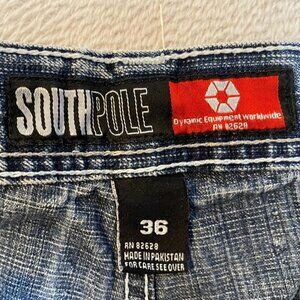 SOUTHPOLE
Dynamic Equipment Worldwide
RN 82628
36
RN 82628
MADE IN PAKISTAN
FOR CARE SEE OVER